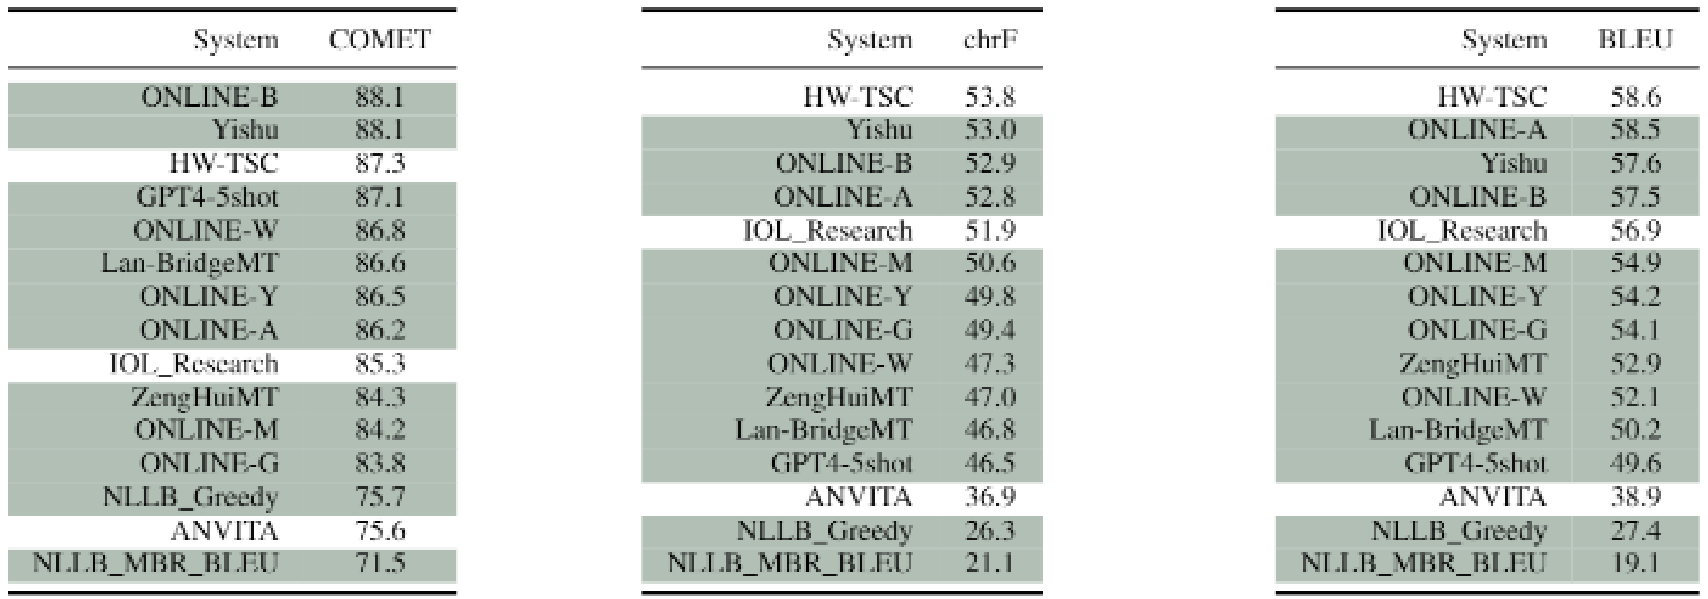 System COMET
ONLINE-B 88.1
Yishu 88.1
HW-TSC 87.3
GPT4-5shot 87.1
ONLINE-W 86.8
Lan-BridgeMT 86.6
ONLINE-Y 86.5
ONLINE-A 86.2
IOL_Research 85.3
ZengHuiMT 84.3
ONLINE-M 84.2
ONLINE-G 83.8
NLLB_Greedy 75.7
ANVITA 75.6
NLLB_MBR_BLEU 71.5
System chrF
HW-TSC 53.8
Yishu 53.0
ONLINE-B 52.9
ONLINE-A 52.8
IOL_Research 51.9
ONLINE-M 50.6
ONLINE-Y 49.8
ONLINE-G 49.4
ONLINE-W 47.3
ZengHuiMT 47.0
Lan-BridgeMT 46.8
GPT4-5shot 46.5
ANVITA 36.9
NLLB_Greedy 26.3
NLLB_MBR_BLEU 21.1
System BLEU
HW-TSC 58.6
ONLINE-A 58.5
Yishu 57.6
ONLINE-B 57.5
IOL_Research 56.9
ONLINE-M 54.9
ONLINE-Y 54.2
ONLINE-G 54.1
ZengHuiMT 52.9
ONLINE-W 52.1
Lan-BridgeMT 50.2
GPT4-5shot 49.6
ANVITA 38.9
NLLB_Greedy 27.4
NLLB_MBR_BLEU 19.1